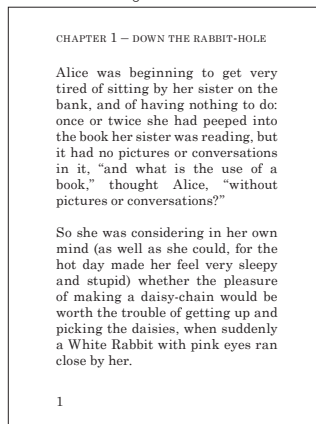 CHAPTER 1 – DOWN THE RABBIT-HOLE
Alice was beginning to get very
tired of sitting by her sister on the
bank, and of having nothing to do:
once or twice she had peeped into
the book her sister was reading, but
it had no pictures or conversations
in it, “and what is the use of a
book,” thought Alice, “without
pictures or conversations?”
So she was considering in her own
mind (as well as she could, for the
hot day made her feel very sleepy
and stupid) whether the pleasure
of making a daisy-chain would be
worth the trouble of getting up and
picking the daisies, when suddenly
a White Rabbit with pink eyes ran
close by her.
1